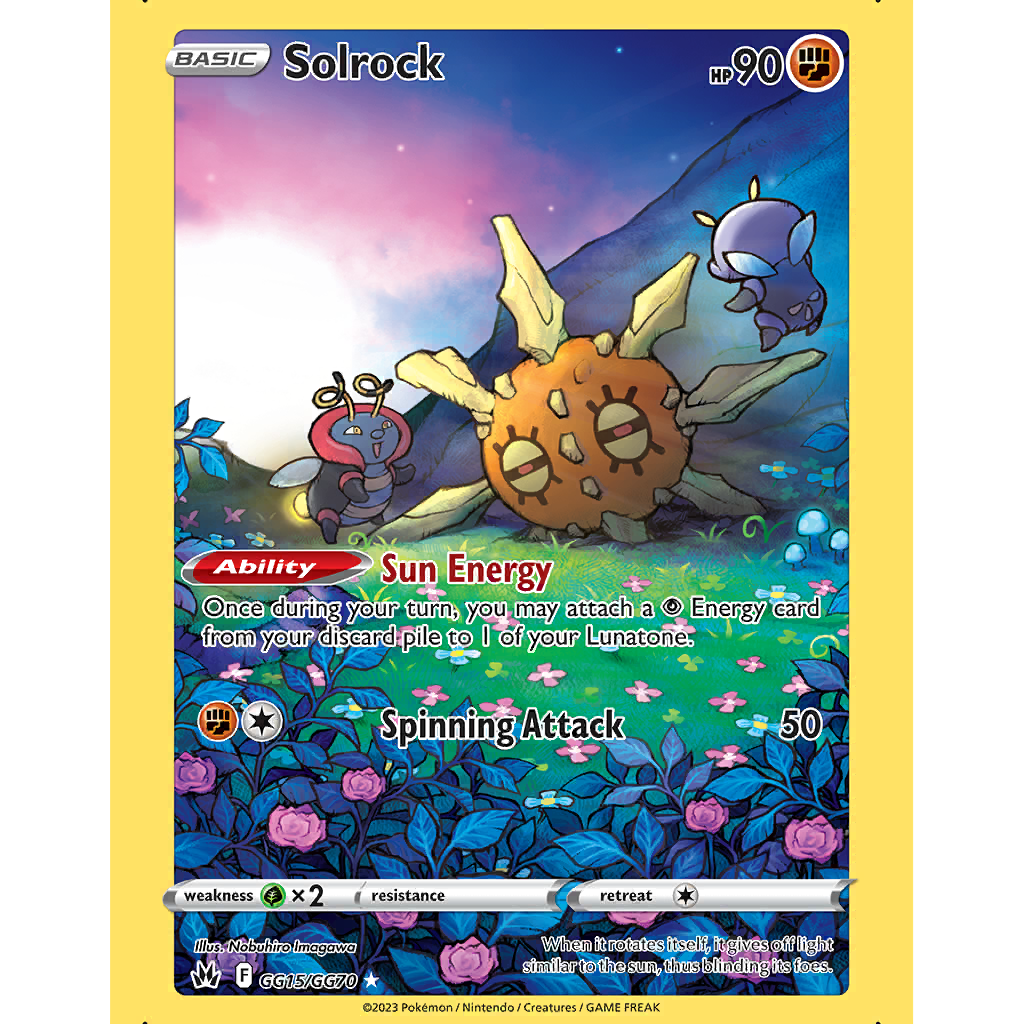 BASIC Solrock HP 90
Ability Sun Energy
Once during your turn, you may attach a Energy card
from your discard pile to 1 of your Lunatone.
Spinning Attack 50
weakness ×2 resistance retreat
Illus. Nobuhiro Imagawa
When it rotates itself, it gives off light
similar to the sun, thus blinding its foes.
F GG15/GG70
©2023 Pokémon / Nintendo / Creatures / GAME FREAK